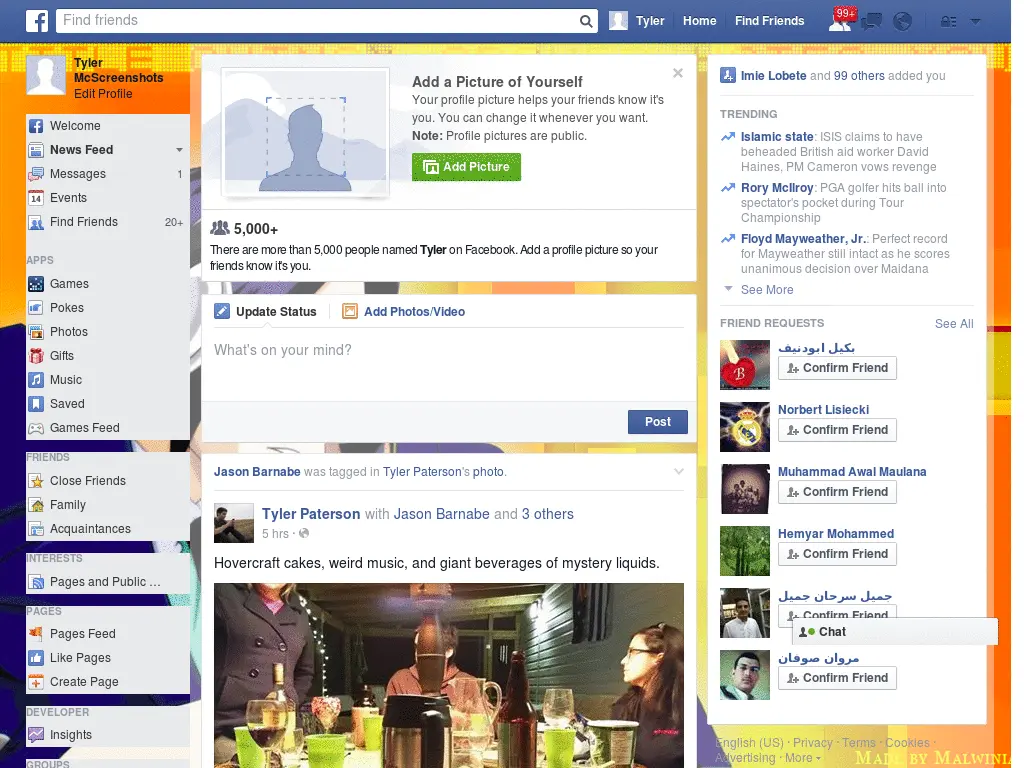 Find friends
Tyler
Home
Find Friends
99+
Tyler
McScreenshots
Edit Profile
Welcome
News Feed
Messages 1
14 Events
Find Friends 20+
APPS
Games
Pokes
Photos
Gifts
Music
Saved
Games Feed
FRIENDS
Close Friends
Family
Acquaintances
INTERESTS
Pages and Public ...
PAGES
Pages Feed
Like Pages
Create Page
DEVELOPER
Insights
GROUPS
Add a Picture of Yourself
Your profile picture helps your friends know it's
you. You can change it whenever you want.
Note: Profile pictures are public.
Add Picture
5,000+
There are more than 5,000 people named Tyler on Facebook. Add a profile picture so your
friends know it's you.
Update Status
Add Photos/Video
What's on your mind?
Post
Jason Barnabe was tagged in Tyler Paterson's photo.
Tyler Paterson with Jason Barnabe and 3 others
5 hrs ·
Hovercraft cakes, weird music, and giant beverages of mystery liquids.
Imie Lobete and 99 others added you
TRENDING
Islamic state: ISIS claims to have
beheaded British aid worker David
Haines, PM Cameron vows revenge
Rory McIlroy: PGA golfer hits ball into
spectator's pocket during Tour
Championship
Floyd Mayweather, Jr.: Perfect record
for Mayweather still intact as he scores
unanimous decision over Maidana
See More
FRIEND REQUESTS See All
بكيل ابودنيف
Confirm Friend
Norbert Lisiecki
Confirm Friend
Muhammad Awal Maulana
Confirm Friend
Hemyar Mohammed
Confirm Friend
جميل سرحان جميل
Confirm Friend
Chat
مروان صوفان
Confirm Friend
English (US) · Privacy · Terms · Cookies ·
Advertising · More
MADE BY MALWINIA